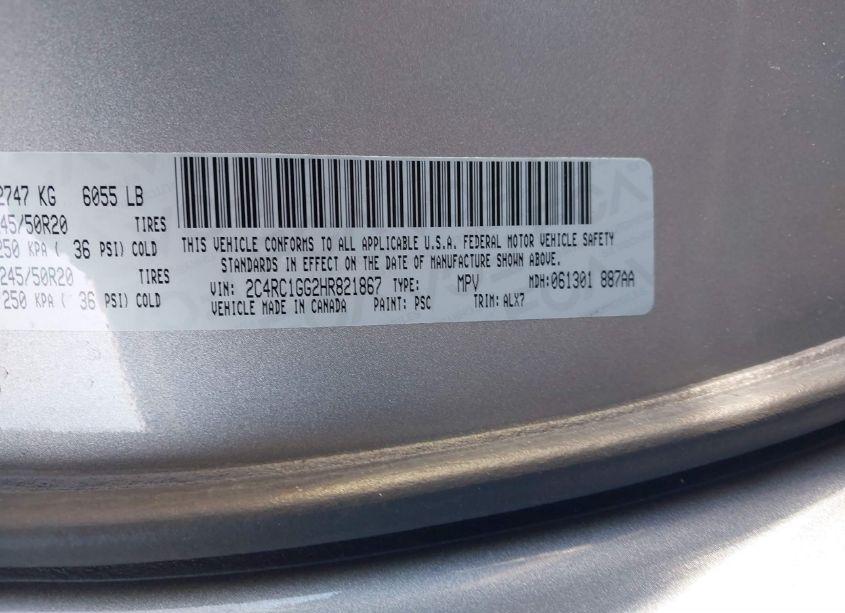 2747 KG 6055 LB
245/50R20 TIRES
250 KPA ( 36 PSI) COLD
245/50R20 TIRES
250 KPA ( 36 PSI) COLD
THIS VEHICLE CONFORMS TO ALL APPLICABLE U.S.A. FEDERAL MOTOR VEHICLE SAFETY
STANDARDS IN EFFECT ON THE DATE OF MANUFACTURE SHOWN ABOVE.
VIN: 2C4RC1GG2HR821867 TYPE: MPV MDH:061301 887AA
VEHICLE MADE IN CANADA PAINT: PSC TRIM: ALX7